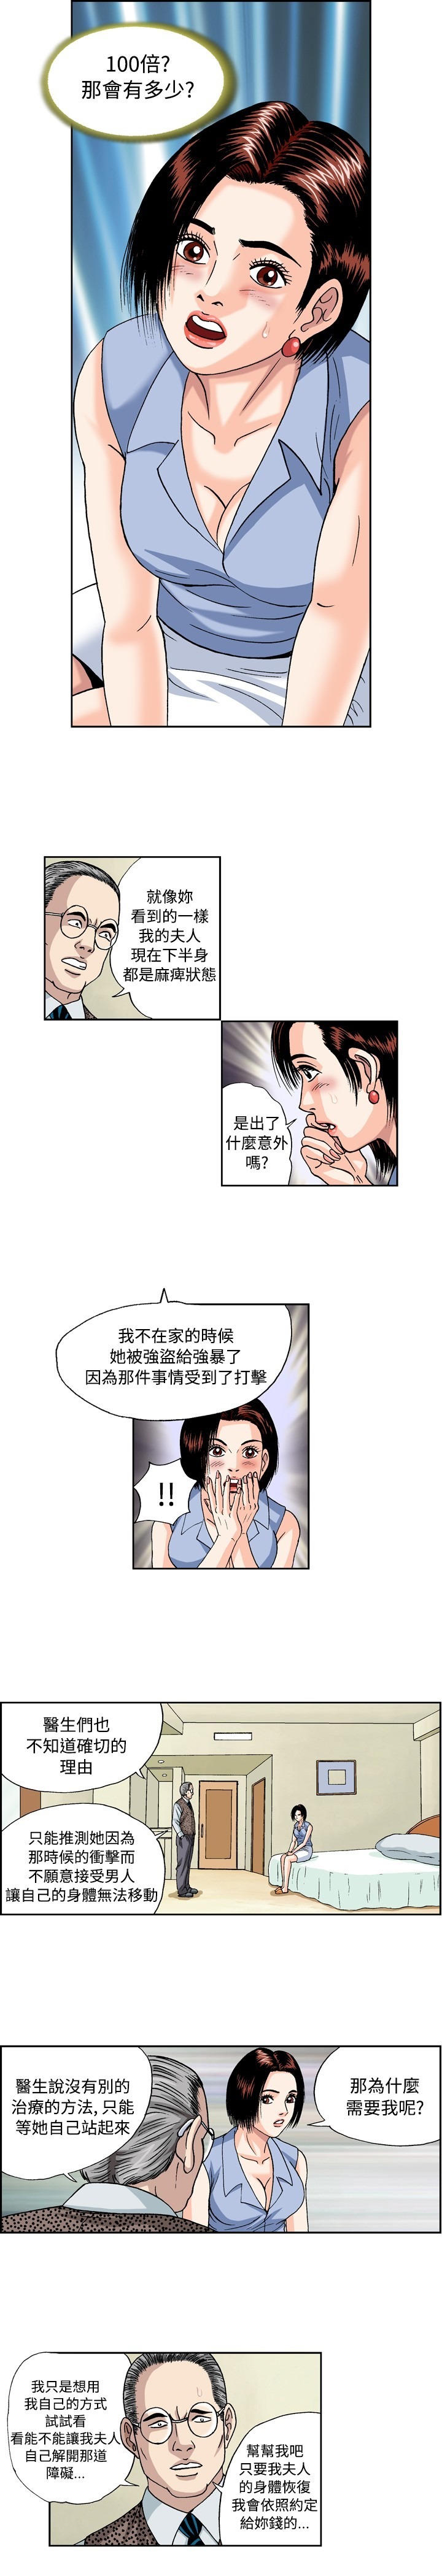 100倍?
那會有多少?
就像妳
看到的一樣
我的夫人
現在下半身
都是麻痺狀態
是出了
什麼意外
嗎?
我不在家的時候
她被強盜給強暴了
因為那件事情受到了打擊
!!
醫生們也
不知道確切的
理由
只能推測她因為
那時候的衝擊而
不願意接受男人
讓自己的身體無法移動
醫生說沒有別的
治療的方法,只能
等她自己站起來
那為什麼
需要我呢?
我只是想用
我自己的方式
試試看
看能不能讓我夫人
自己解開那道
障礙...
幫幫我吧
只要我夫人
的身體恢復
我會依照約定
給妳錢的...